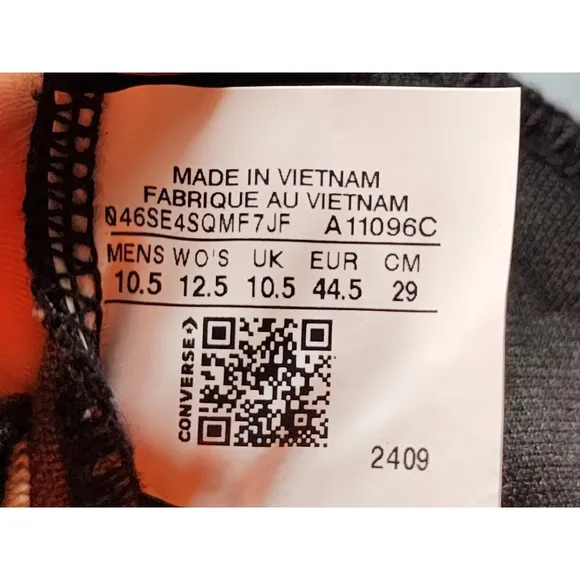 MADE IN VIETNAM
FABRIQUE AU VIETNAM
046SE4SQMF7JF A11096C
MENS WO'S UK EUR CM
10.5 12.5 10.5 44.5 29
CONVERSE
2409